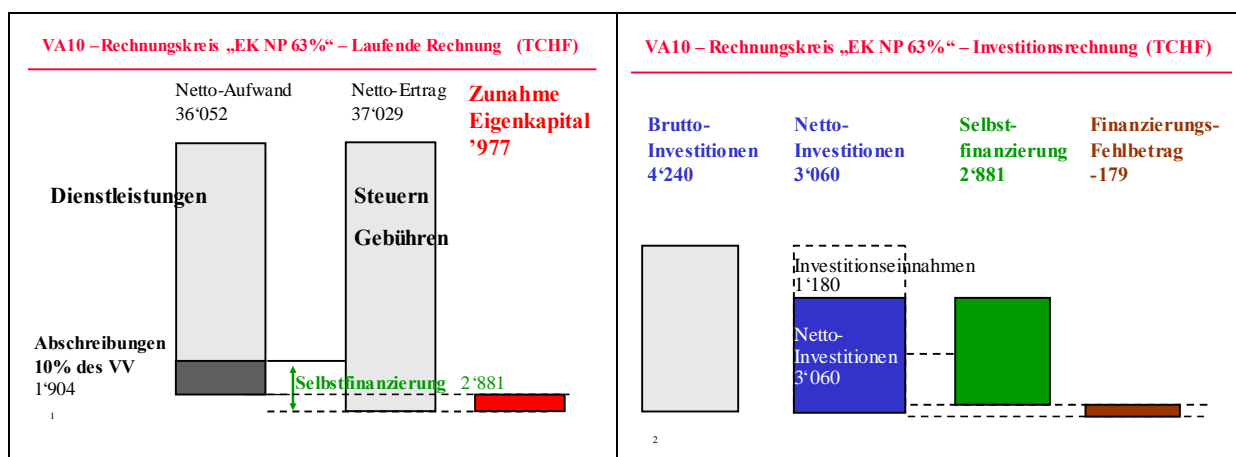 VA10 – Rechnungskreis „EK NP 63%“ – Laufende Rechnung (TCHF)
Netto-Aufwand
36‘052
Netto-Ertrag
37‘029
Zunahme
Eigenkapital
’977
Dienstleistungen
Steuern
Gebühren
Abschreibungen
10% des VV
1‘904
Selbstfinanzierung 2‘881
1
VA10 – Rechnungskreis „EK NP 63%“ – Investitionsrechnung (TCHF)
Brutto-
Investitionen
4‘240
Netto-
Investitionen
3‘060
Selbst-
finanzierung
2‘881
Finanzierungs-
Fehlbetrag
-179
Investitionseinnahmen
1‘180
Netto-
Investitionen
3‘060
2